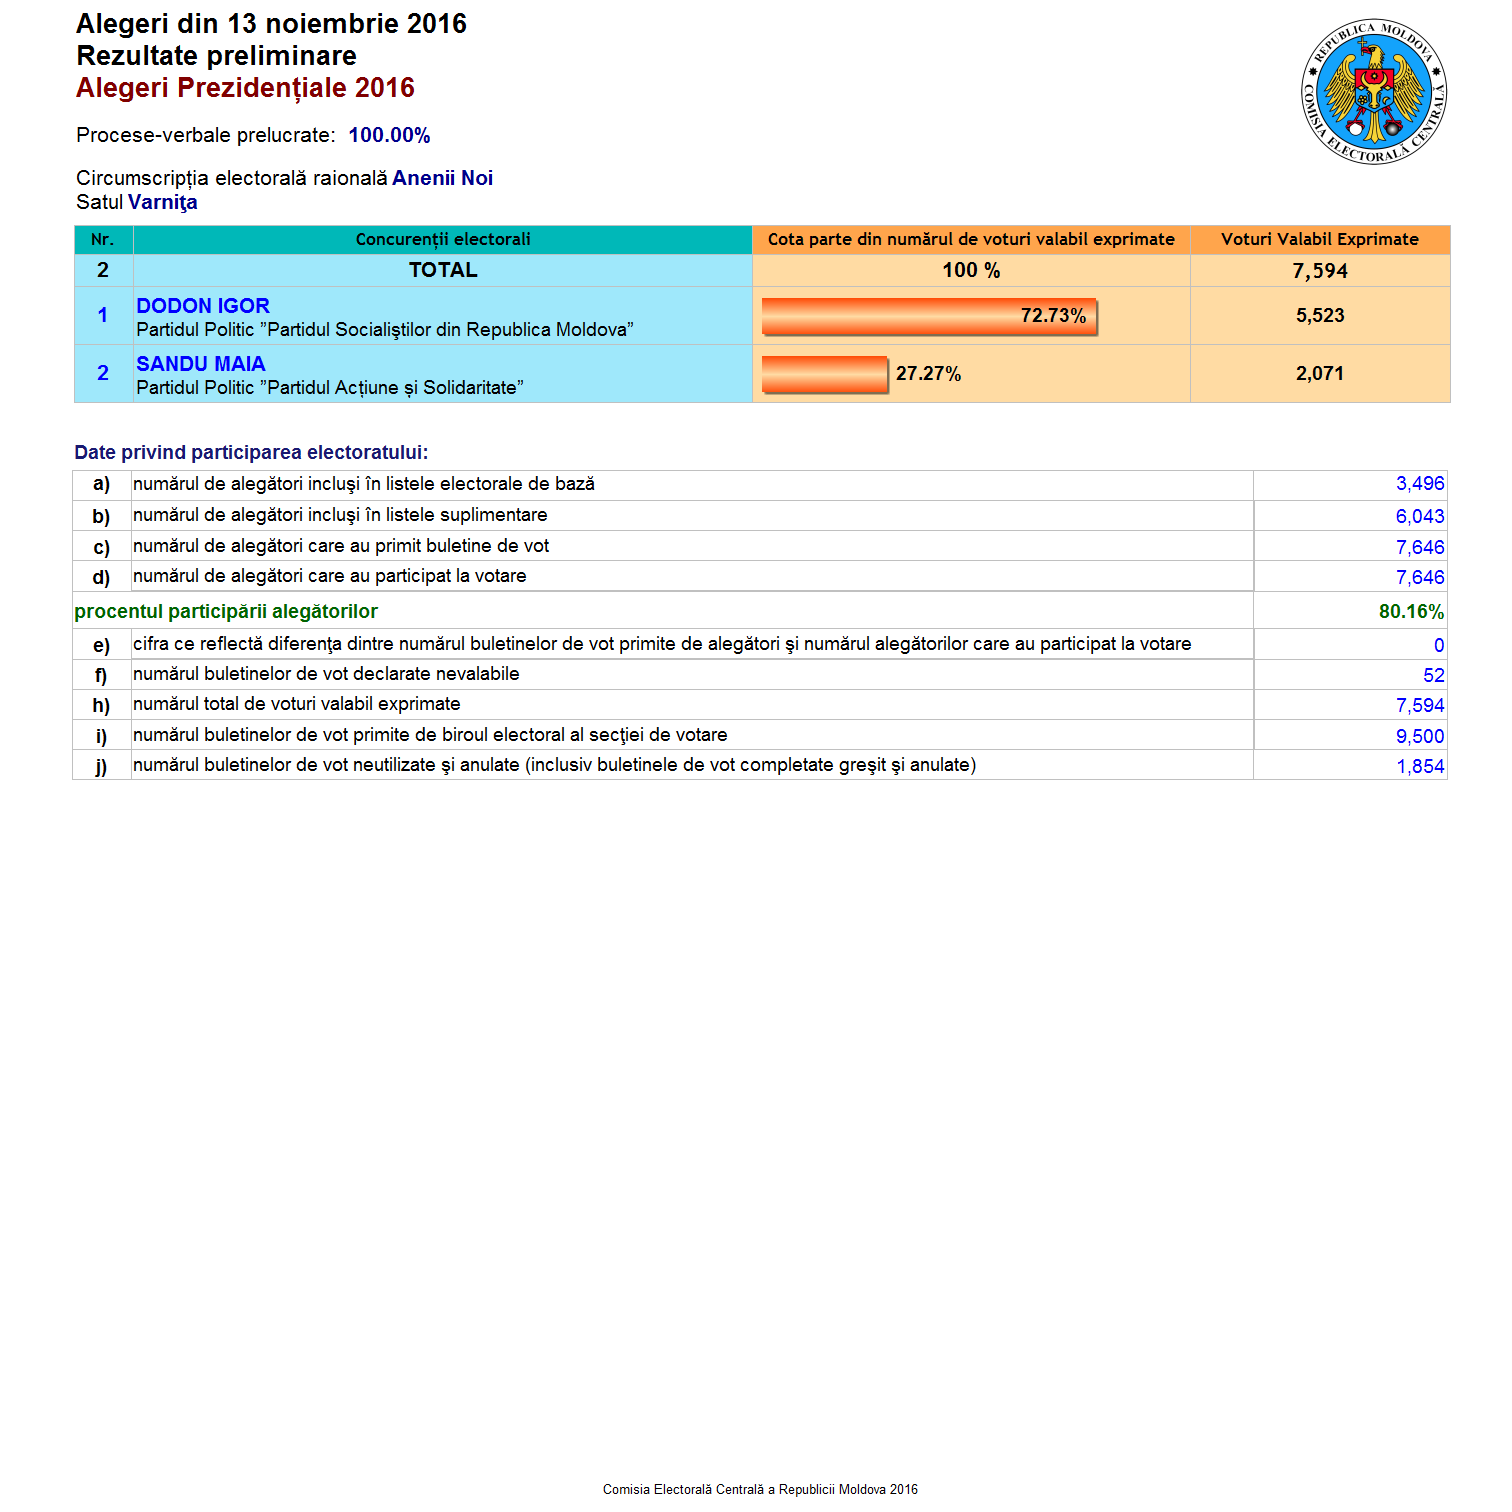 Alegeri din 13 noiembrie 2016
Rezultate preliminare
Alegeri Prezidențiale 2016
REPUBLICA MOLDOVA
COMISIA ELECTORALĂ CENTRALĂ
Procese-verbale prelucrate: 100.00%
Circumscripția electorală raională Anenii Noi
Satul Varniţa
Nr. Concurenții electorali Cota parte din numărul de voturi valabil exprimate Voturi Valabil Exprimate
2 TOTAL 100 % 7,594
1 DODON IGOR 72.73% 5,523
Partidul Politic ”Partidul Socialiştilor din Republica Moldova”
2 SANDU MAIA 27.27% 2,071
Partidul Politic ”Partidul Acțiune și Solidaritate”
Date privind participarea electoratului:
a) numărul de alegători incluşi în listele electorale de bază 3,496
b) numărul de alegători incluşi în listele suplimentare 6,043
c) numărul de alegători care au primit buletine de vot 7,646
d) numărul de alegători care au participat la votare 7,646
procentul participării alegătorilor 80.16%
e) cifra ce reflectă diferenţa dintre numărul buletinelor de vot primite de alegători şi numărul alegătorilor care au participat la votare 0
f) numărul buletinelor de vot declarate nevalabile 52
h) numărul total de voturi valabil exprimate 7,594
i) numărul buletinelor de vot primite de biroul electoral al secţiei de votare 9,500
j) numărul buletinelor de vot neutilizate şi anulate (inclusiv buletinele de vot completate greşit şi anulate) 1,854
Comisia Electorală Centrală a Republicii Moldova 2016